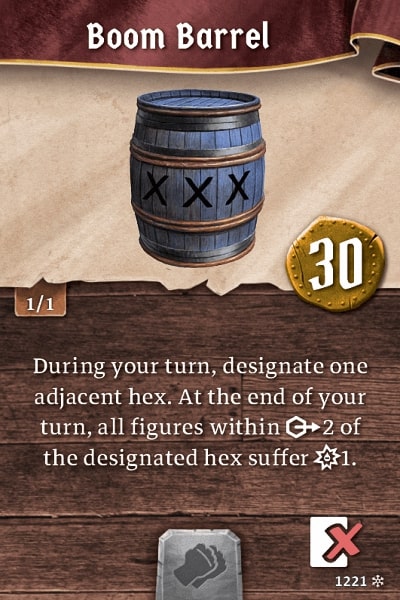 Boom Barrel
X X X
30
1/1
During your turn, designate one
adjacent hex. At the end of your
turn, all figures within 2 of
the designated hex suffer 1.
1221